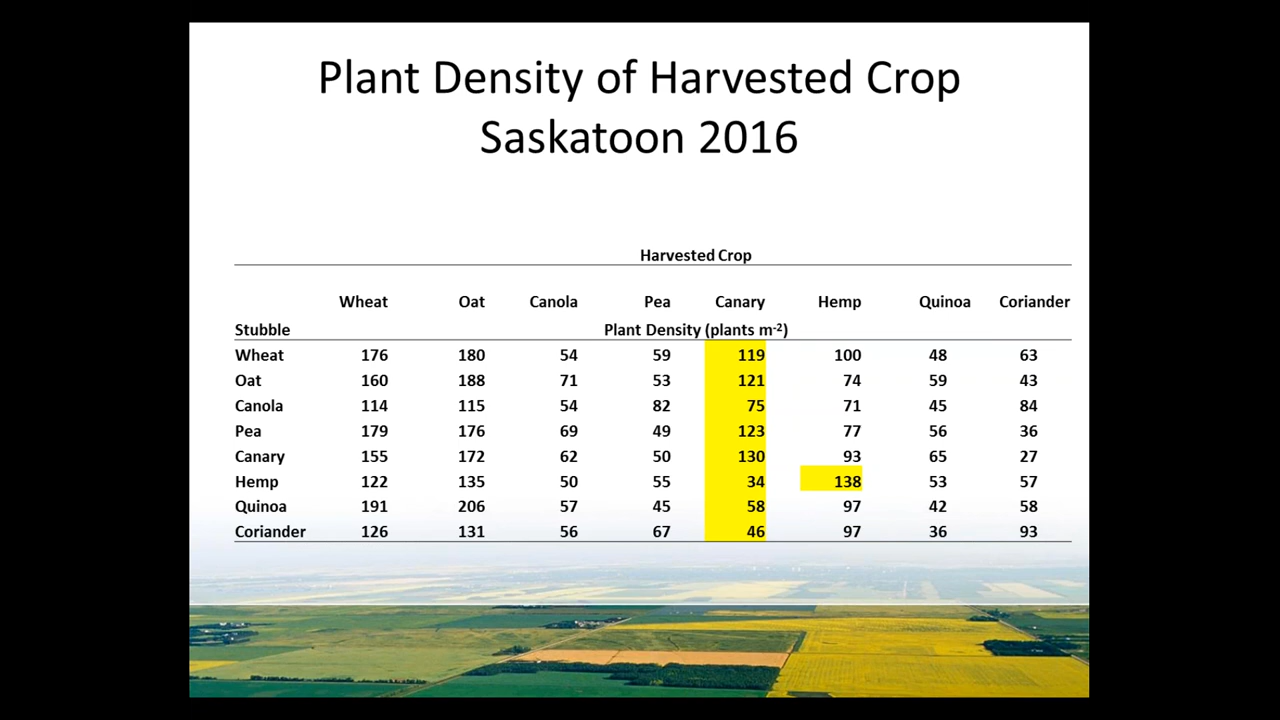 Plant Density of Harvested Crop
Saskatoon 2016
Harvested Crop
Wheat Oat Canola Pea Canary Hemp Quinoa Coriander
Stubble Plant Density (plants m-2)
Wheat 176 180 54 59 119 100 48 63
Oat 160 188 71 53 121 74 59 43
Canola 114 115 54 82 75 71 45 84
Pea 179 176 69 49 123 77 56 36
Canary 155 172 62 50 130 93 65 27
Hemp 122 135 50 55 34 138 53 57
Quinoa 191 206 57 45 58 97 42 58
Coriander 126 131 56 67 46 97 36 93